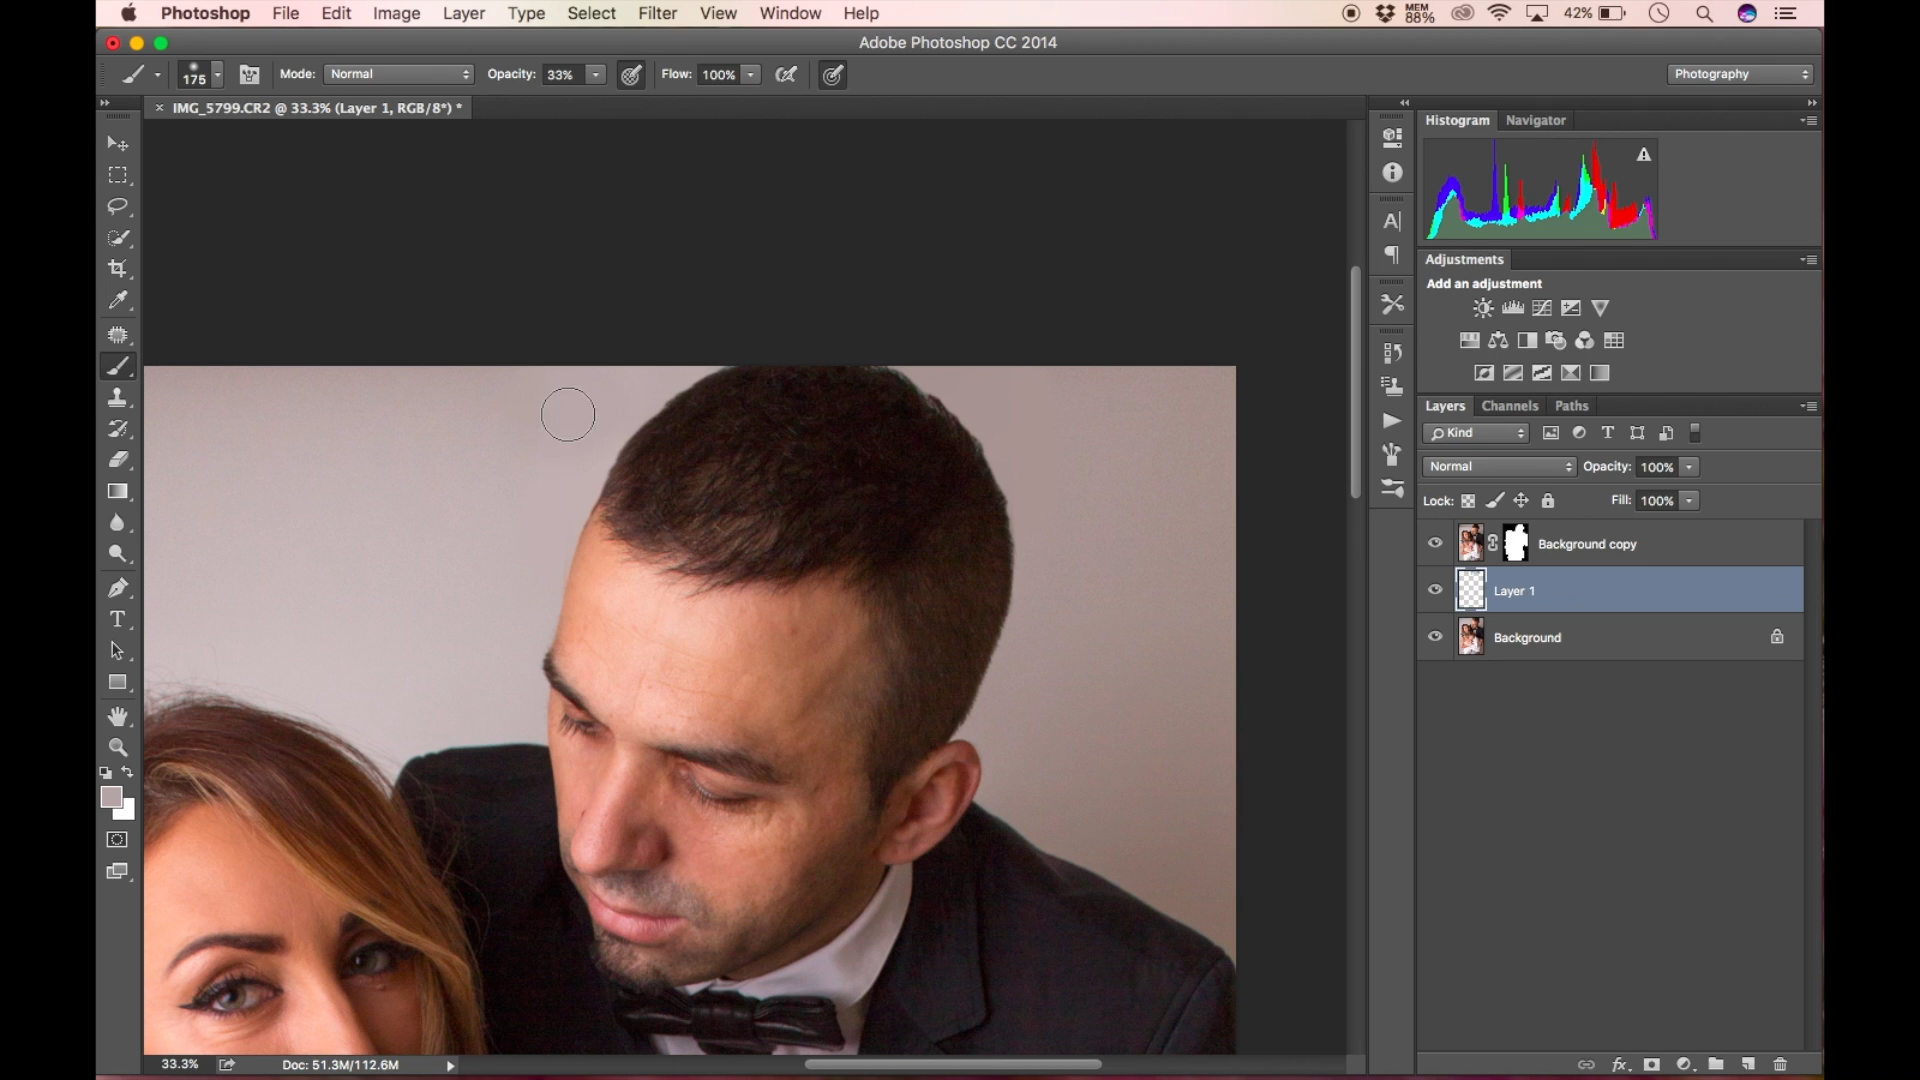 Photoshop File Edit Image Layer Type Select Filter View Window Help MEM 88% 42%
Adobe Photoshop CC 2014
175 Mode: Normal Opacity: 33% Flow: 100% Photography
IMG_5799.CR2 @ 33.3% (Layer 1, RGB/8*) *
Histogram Navigator
Adjustments
Add an adjustment
Layers Channels Paths
Kind
Normal Opacity: 100%
Lock: Fill: 100%
Background copy
Layer 1
Background
33.3% Doc: 51.3M/112.6M
fx